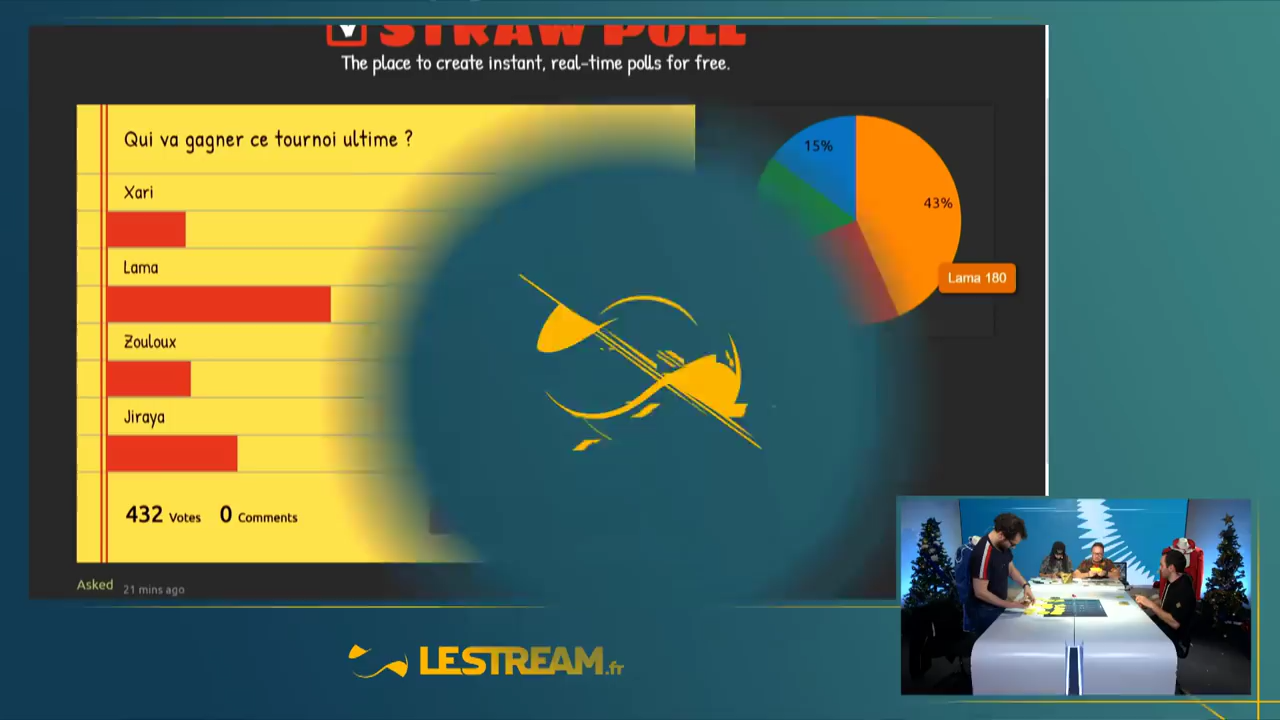 STRAW POLL
The place to create instant, real-time polls for free.
Qui va gagner ce tournoi ultime ?
Xari
Lama
Zouloux
Jiraya
432 Votes 0 Comments
Asked 21 mins ago
15%
43%
Lama 180
LESTREAM.fr